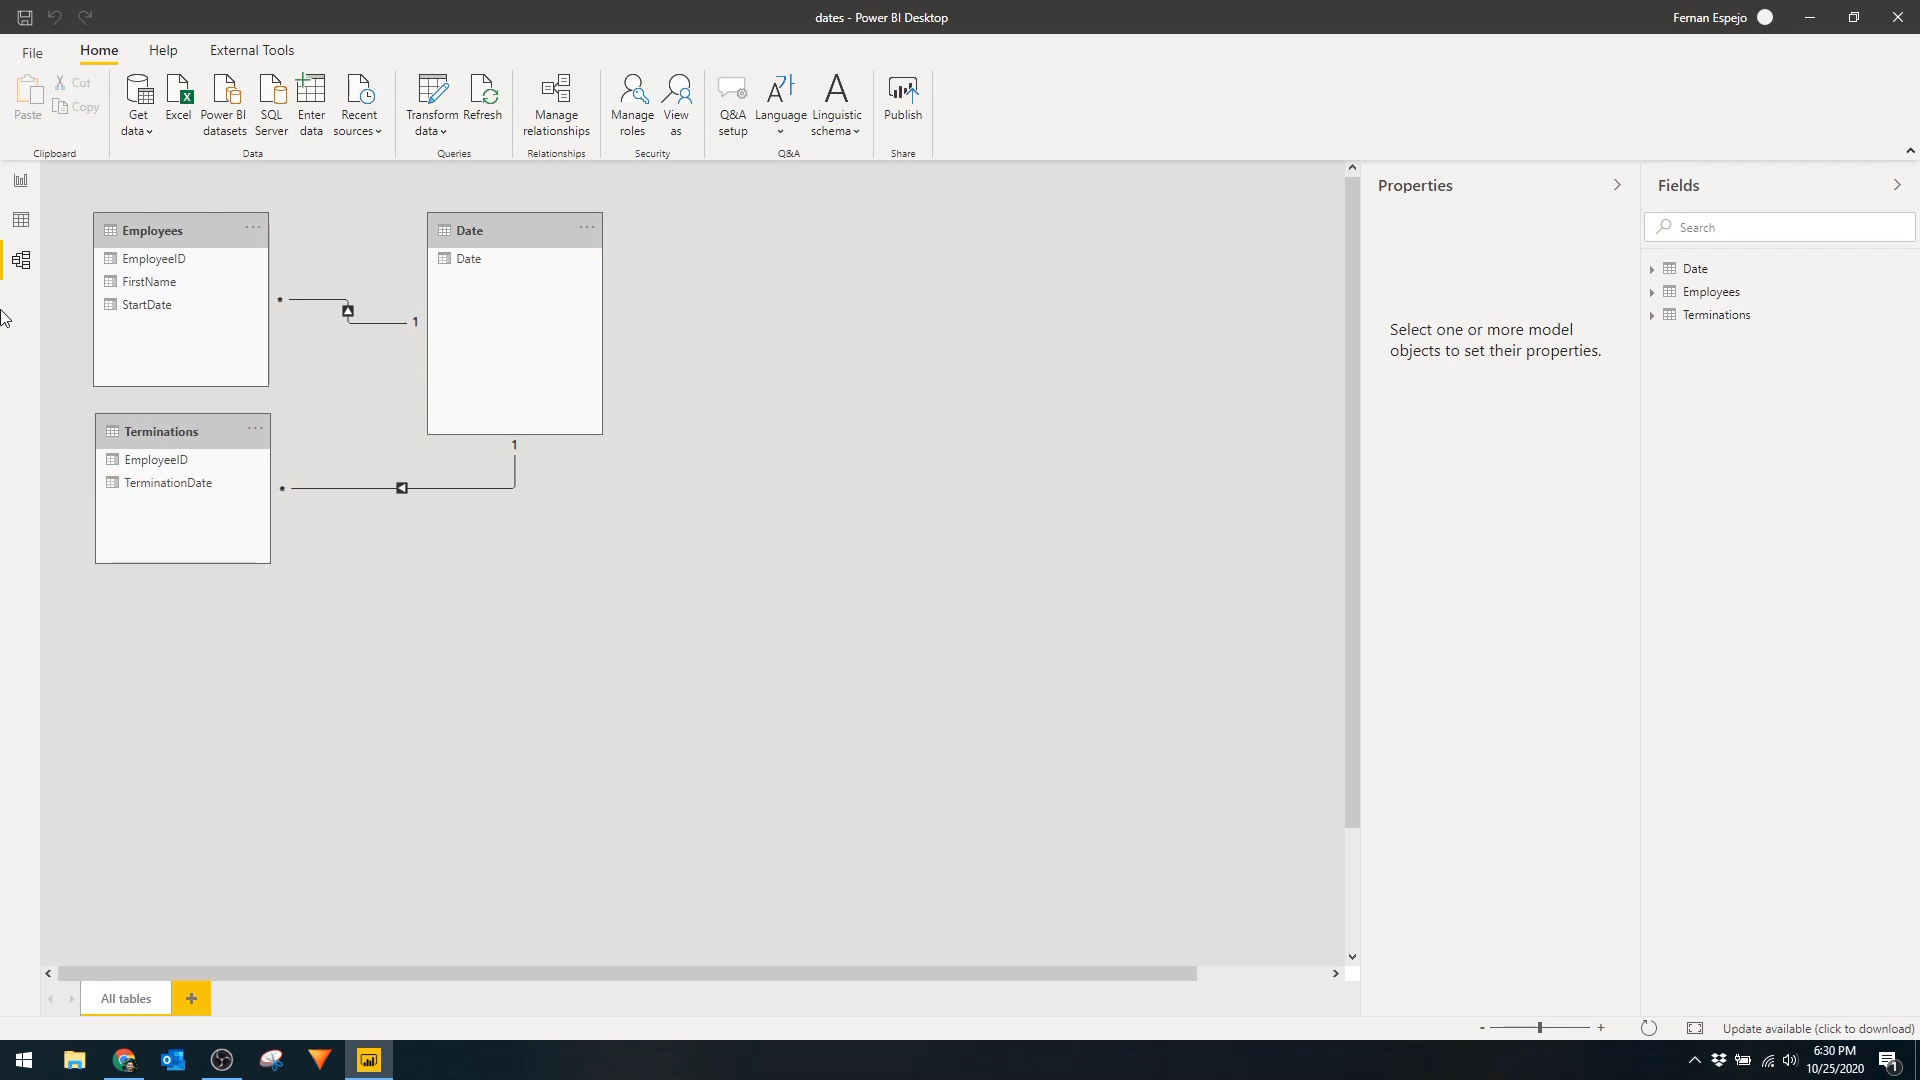 dates - Power BI Desktop
Fernan Espejo
File
Home
Help
External Tools
Paste
Cut
Copy
Clipboard
Get data
Excel
Power BI datasets
SQL Server
Enter data
Recent sources
Data
Transform data
Refresh
Queries
Manage relationships
Relationships
Manage roles
View as
Security
Q&A setup
Language
Linguistic schema
Q&A
Publish
Share
Employees
EmployeeID
FirstName
StartDate
* 1
Date
Date
1
Terminations
EmployeeID
TerminationDate
*
Properties
Select one or more model
objects to set their properties.
Fields
Search
Date
Employees
Terminations
All tables
+
- +
Update available (click to download)
6:30 PM
10/25/2020
1